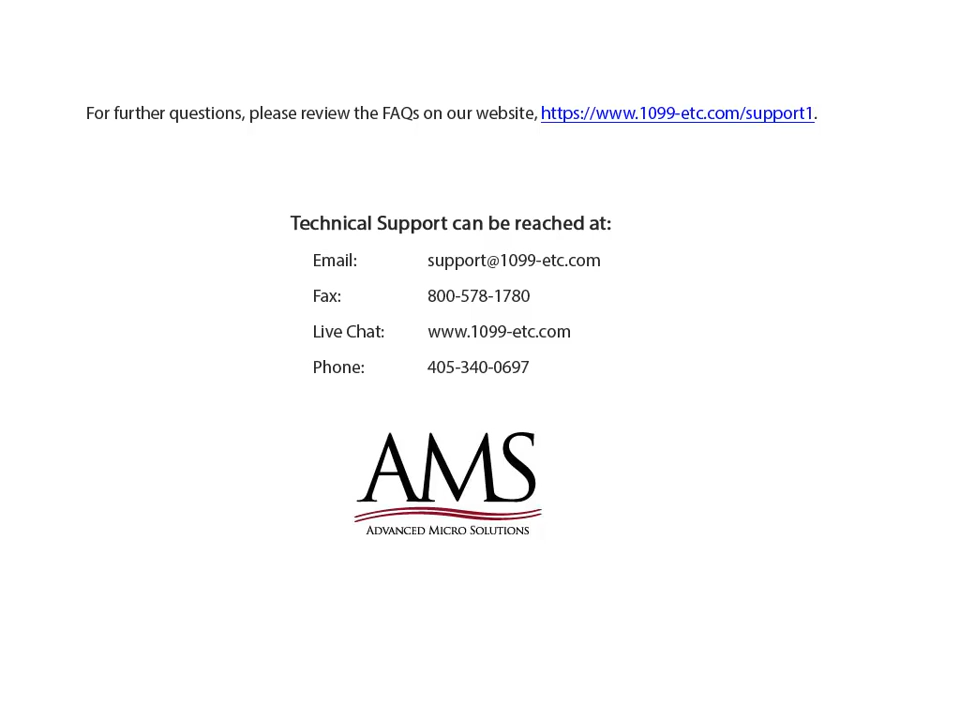 For further questions, please review the FAQs on our website, https://www.1099-etc.com/support1.
Technical Support can be reached at:
Email: support@1099-etc.com
Fax: 800-578-1780
Live Chat: www.1099-etc.com
Phone: 405-340-0697
AMS
ADVANCED MICRO SOLUTIONS